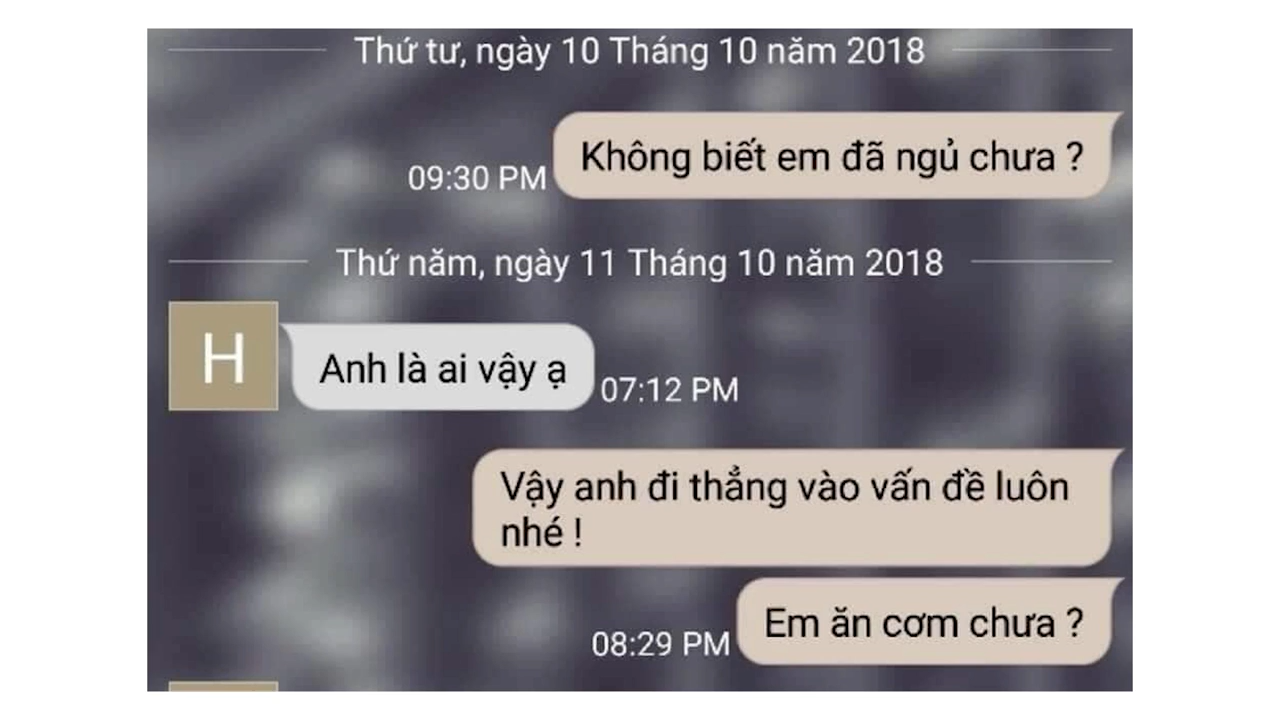 Thứ tư, ngày 10 Tháng 10 năm 2018
Không biết em đã ngủ chưa ?
09:30 PM
Thứ năm, ngày 11 Tháng 10 năm 2018
H
Anh là ai vậy ạ
07:12 PM
Vậy anh đi thẳng vào vấn đề luôn
nhé !
Em ăn cơm chưa ?
08:29 PM